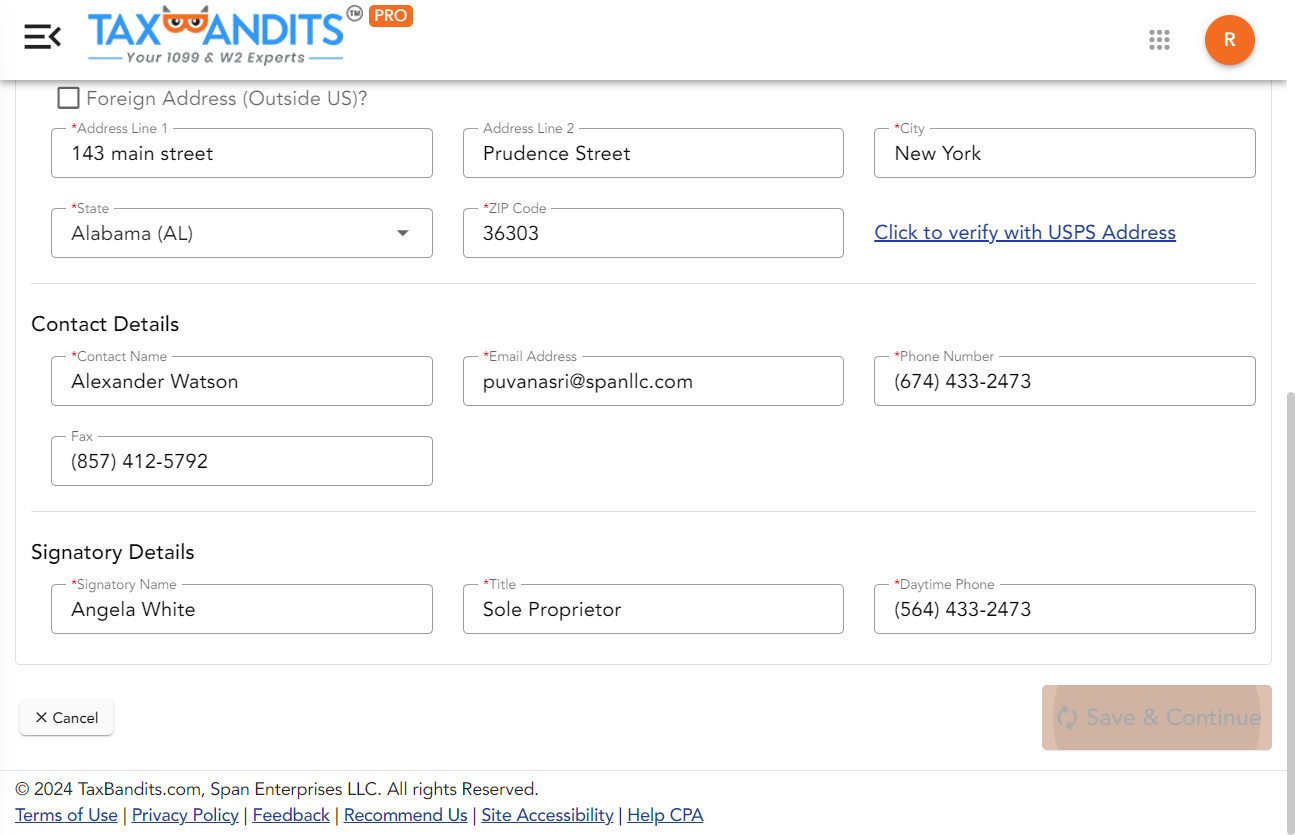 TAXBANDITS TM PRO
Your 1099 & W2 Experts
R
Foreign Address (Outside US)?
*Address Line 1
143 main street
Address Line 2
Prudence Street
*City
New York
*State
Alabama (AL)
*ZIP Code
36303
Click to verify with USPS Address
Contact Details
*Contact Name
Alexander Watson
*Email Address
puvanasri@spanllc.com
*Phone Number
(674) 433-2473
Fax
(857) 412-5792
Signatory Details
*Signatory Name
Angela White
*Title
Sole Proprietor
*Daytime Phone
(564) 433-2473
Cancel
Save & Continue
© 2024 TaxBandits.com, Span Enterprises LLC. All rights Reserved.
Terms of Use | Privacy Policy | Feedback | Recommend Us | Site Accessibility | Help CPA